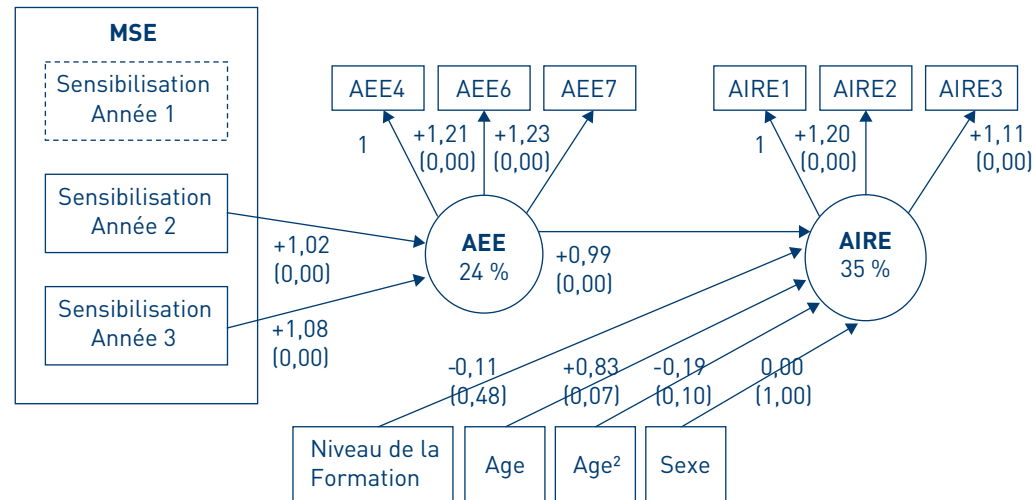 MSE
Sensibilisation
Année 1
Sensibilisation
Année 2
Sensibilisation
Année 3
+1,02
(0,00)
+1,08
(0,00)
AEE4
AEE6
AEE7
1
+1,21
(0,00)
+1,23
(0,00)
AEE
24 %
+0,99
(0,00)
AIRE1
AIRE2
AIRE3
1
+1,20
(0,00)
+1,11
(0,00)
AIRE
35 %
-0,11
(0,48)
+0,83
(0,07)
-0,19
(0,10)
0,00
(1,00)
Niveau de la
Formation
Age
Age²
Sexe